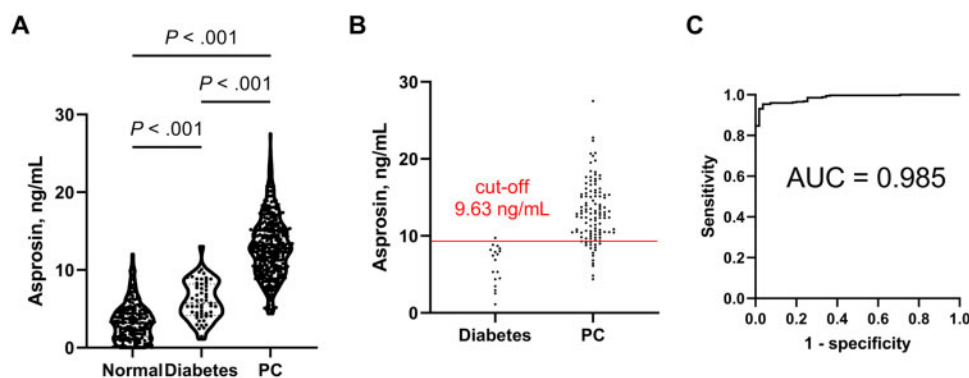 A
P < .001
P < .001
P < .001
Asprosin, ng/mL
30
20
10
0
Normal Diabetes PC
B
Asprosin, ng/mL
30
20
10
0
cut-off
9.63 ng/mL
Diabetes PC
C
Sensitivity
1.0
0.8
0.6
0.4
0.2
0.0
AUC = 0.985
0.0 0.2 0.4 0.6 0.8 1.0
1 - specificity